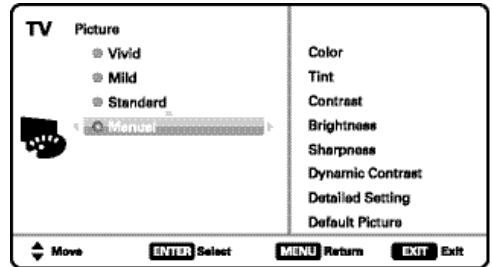 TV Picture
Vivid
Mild
Standard
Manual
Color
Tint
Contrast
Brightness
Sharpness
Dynamic Contrast
Detailed Setting
Default Picture
Move ENTER Select MENU Return EXIT Exit